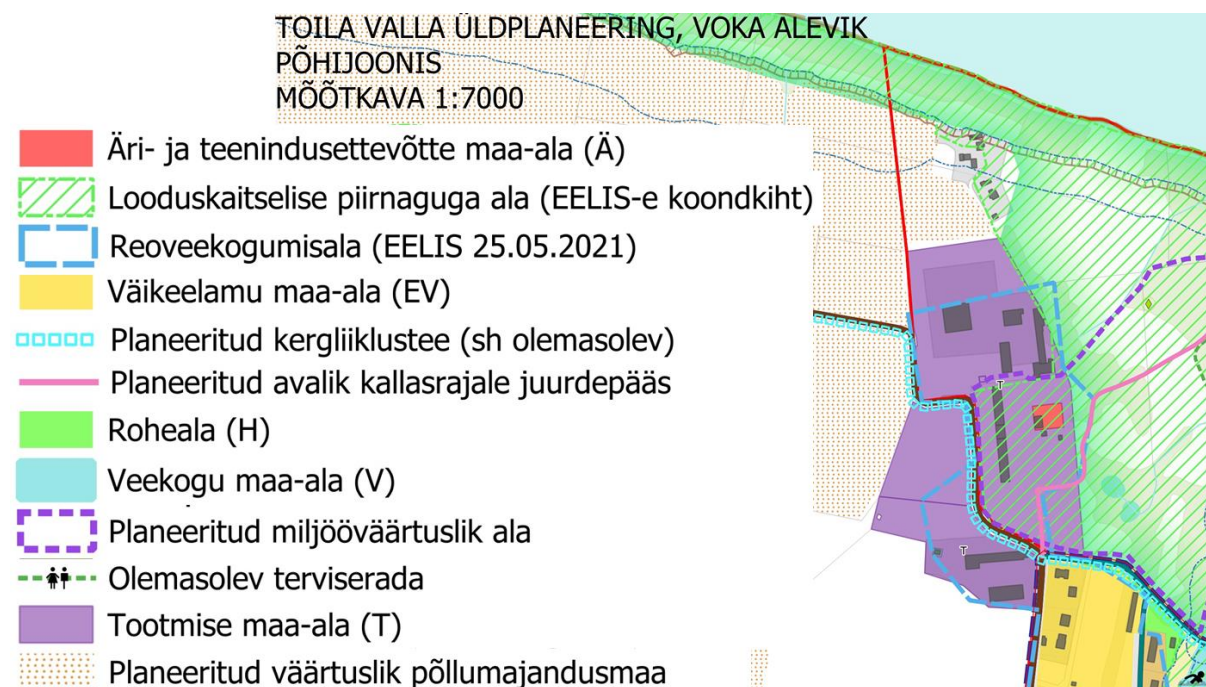 TOILA VALLA ÜLDPLANEERING, VOKA ALEVIK
PÕHIJOONIS
MÕÕTKAVA 1:7000
Äri- ja teenindusettevõtte maa-ala (Ä)
Looduskaitselise piirnaguga ala (EELIS-e koondkiht)
Reoveekogumisala (EELIS 25.05.2021)
Väikeelamu maa-ala (EV)
Planeeritud kergliiklustee (sh olemasolev)
Planeeritud avalik kallasrajale juurdepääs
Roheala (H)
Veekogu maa-ala (V)
Planeeritud miljööväärtuslik ala
Olemasolev terviserada
Tootmise maa-ala (T)
Planeeritud väärtuslik põllumajandusmaa
T
T